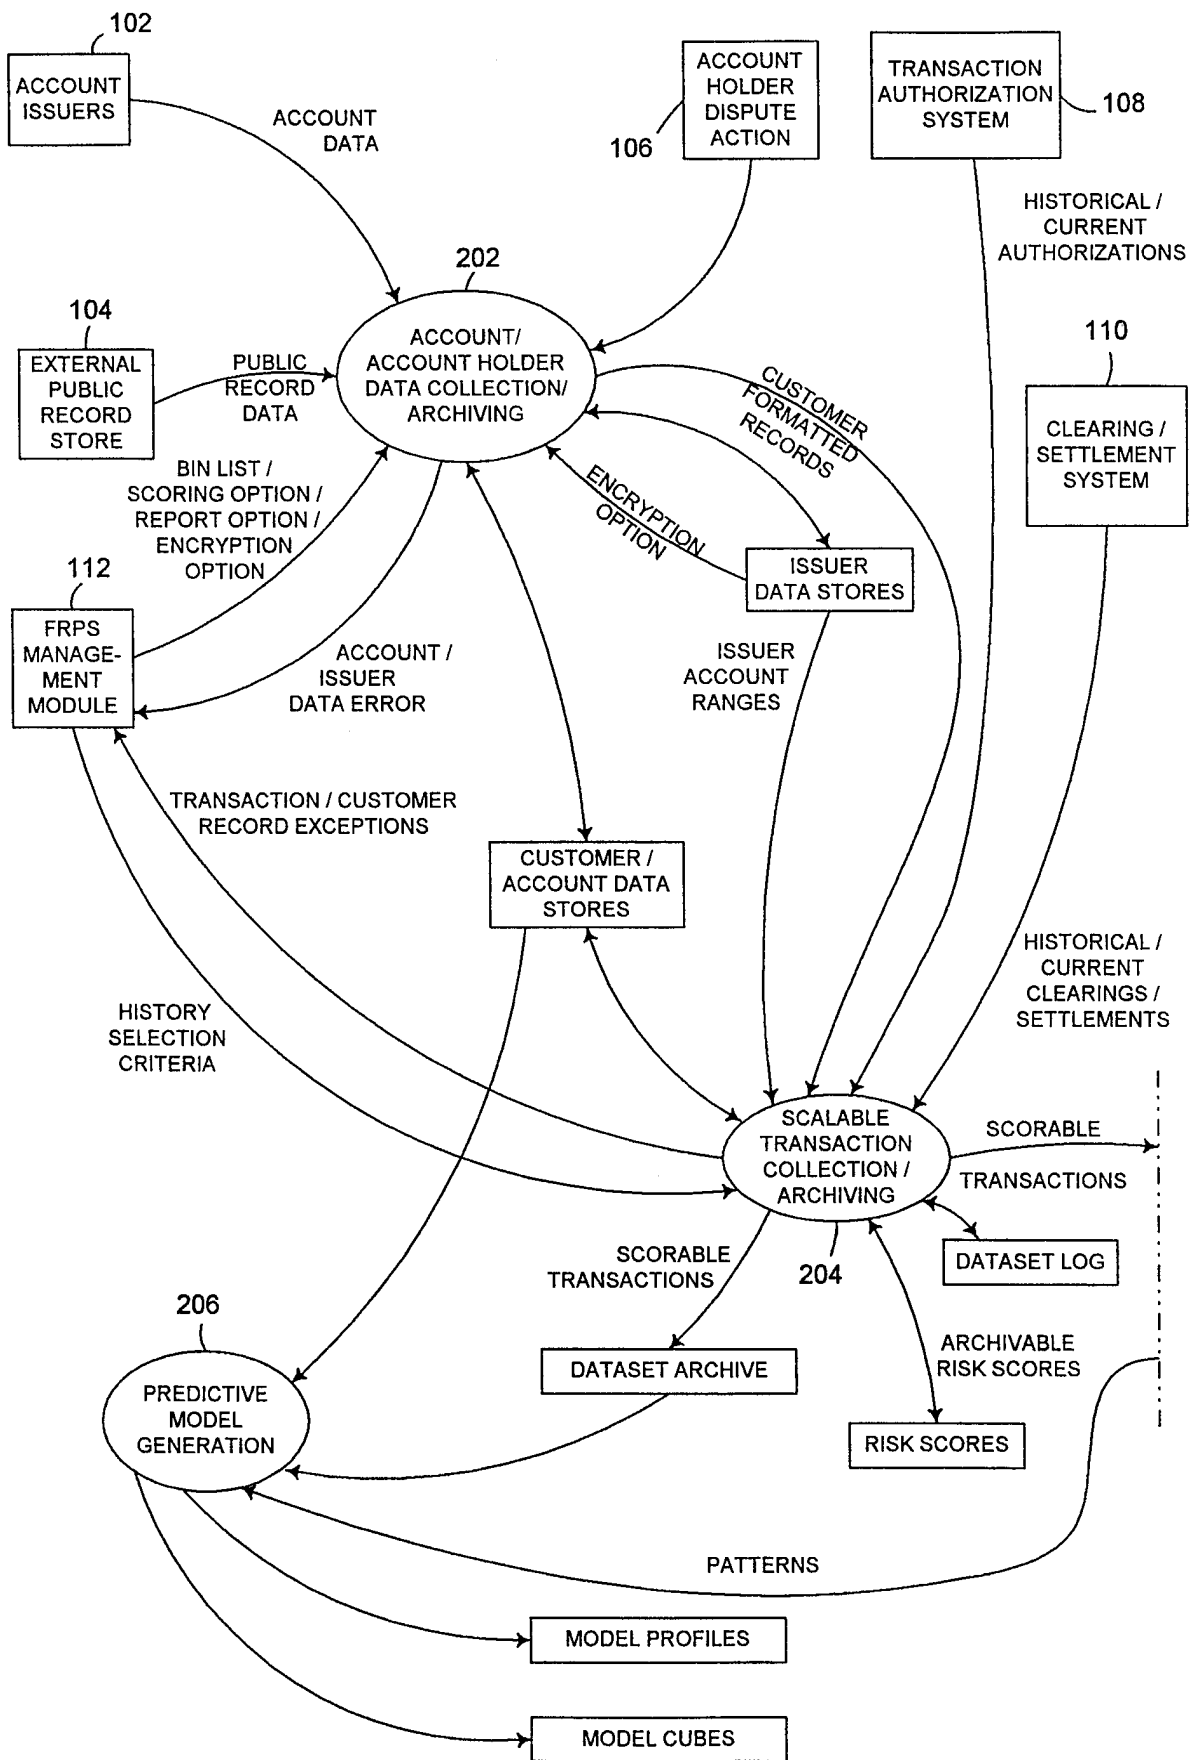 102
ACCOUNT
ISSUERS
ACCOUNT
DATA
ACCOUNT
HOLDER
DISPUTE
ACTION
106
TRANSACTION
AUTHORIZATION
SYSTEM
108
HISTORICAL /
CURRENT
AUTHORIZATIONS
202
ACCOUNT/
ACCOUNT HOLDER
DATA COLLECTION/
ARCHIVING
104
EXTERNAL
PUBLIC
RECORD
STORE
PUBLIC
RECORD
DATA
110
CLEARING /
SETTLEMENT
SYSTEM
CUSTOMER
FORMATTED
RECORDS
ENCRYPTION
OPTION
BIN LIST /
SCORING OPTION /
REPORT OPTION /
ENCRYPTION
OPTION
ISSUER
DATA STORES
112
FRPS
MANAGE-
MENT
MODULE
ACCOUNT /
ISSUER
DATA ERROR
ISSUER
ACCOUNT
RANGES
TRANSACTION / CUSTOMER
RECORD EXCEPTIONS
CUSTOMER /
ACCOUNT DATA
STORES
HISTORICAL /
CURRENT
CLEARINGS /
SETTLEMENTS
HISTORY
SELECTION
CRITERIA
SCALABLE
TRANSACTION
COLLECTION /
ARCHIVING
204
SCORABLE
TRANSACTIONS
DATASET LOG
SCORABLE
TRANSACTIONS
206
PREDICTIVE
MODEL
GENERATION
DATASET ARCHIVE
ARCHIVABLE
RISK SCORES
RISK SCORES
PATTERNS
MODEL PROFILES
MODEL CUBES